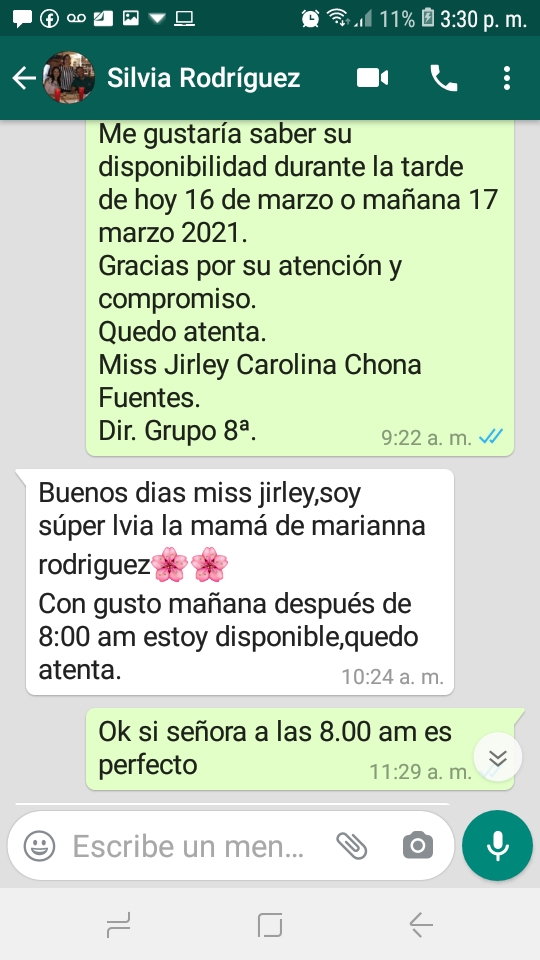 11% 3:30 p. m.
Silvia Rodríguez
Me gustaría saber su
disponibilidad durante la tarde
de hoy 16 de marzo o mañana 17
marzo 2021.
Gracias por su atención y
compromiso.
Quedo atenta.
Miss Jirley Carolina Chona
Fuentes.
Dir. Grupo 8ª.
9:22 a. m.
Buenos dias miss jirley,soy
súper lvia la mamá de marianna
rodriguez🌸🌸
Con gusto mañana después de
8:00 am estoy disponible,quedo
atenta.
10:24 a. m.
Ok si señora a las 8.00 am es
perfecto
11:29 a. m.
Escribe un men...